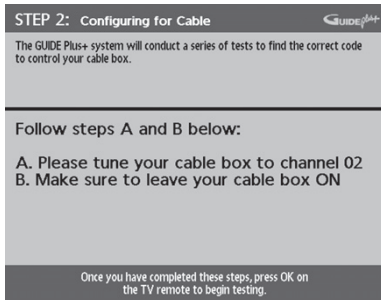 STEP 2: Configuring for Cable
GUIDE Plus+
The GUIDE Plus+ system will conduct a series of tests to find the correct code
to control your cable box.
Follow steps A and B below:
A. Please tune your cable box to channel 02
B. Make sure to leave your cable box ON
Once you have completed these steps, press OK on
the TV remote to begin testing.